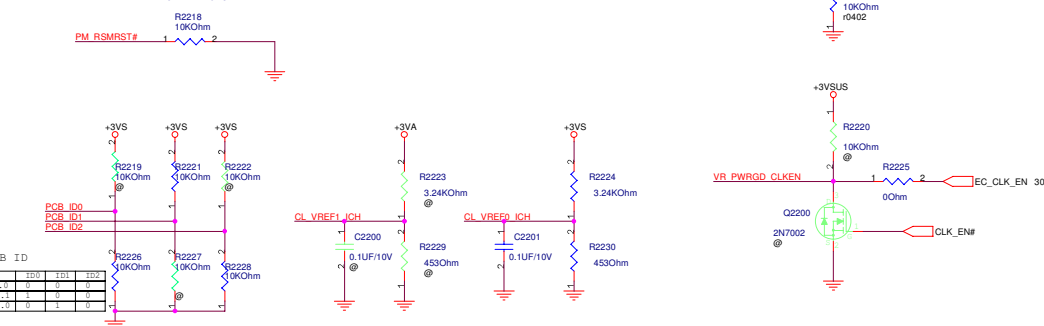 10KOhm
r0402
R2218
10KOhm
PM_RSMRST#
1
2
+3VSUS
R2220
10KOhm
@
VR_PWRGD_CLKEN
R2225
1
2
0Ohm
EC_CLK_EN 30
Q2200
2N7002
@
CLK_EN#
+3VS
+3VS
+3VS
R2219
10KOhm
@
R2221
10KOhm
R2222
10KOhm
@
PCB_ID0
PCB_ID1
PCB_ID2
R2226
10KOhm
R2227
10KOhm
@
R2228
10KOhm
+3VA
R2223
3.24KOhm
@
CL_VREF1_ICH
C2200
0.1UF/10V
@
R2229
453Ohm
@
+3VS
R2224
3.24KOhm
CL_VREF0_ICH
C2201
0.1UF/10V
R2230
453Ohm
B ID
ID0 ID1 ID2
.0 0 0 0
.1 1 0 0
.0 0 1 0